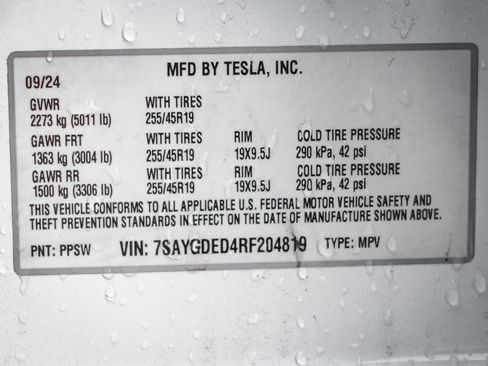 MFD BY TESLA, INC.
09/24
GVWR WITH TIRES
2273 kg (5011 lb) 255/45R19
GAWR FRT WITH TIRES RIM COLD TIRE PRESSURE
1363 kg (3004 lb) 255/45R19 19X9.5J 290 kPa, 42 psi
GAWR RR WITH TIRES RIM COLD TIRE PRESSURE
1500 kg (3306 lb) 255/45R19 19X9.5J 290 kPa, 42 psi
THIS VEHICLE CONFORMS TO ALL APPLICABLE U.S. FEDERAL MOTOR VEHICLE SAFETY AND
THEFT PREVENTION STANDARDS IN EFFECT ON THE DATE OF MANUFACTURE SHOWN ABOVE.
PNT: PPSW VIN: 7SAYGDED4RF204819 TYPE: MPV